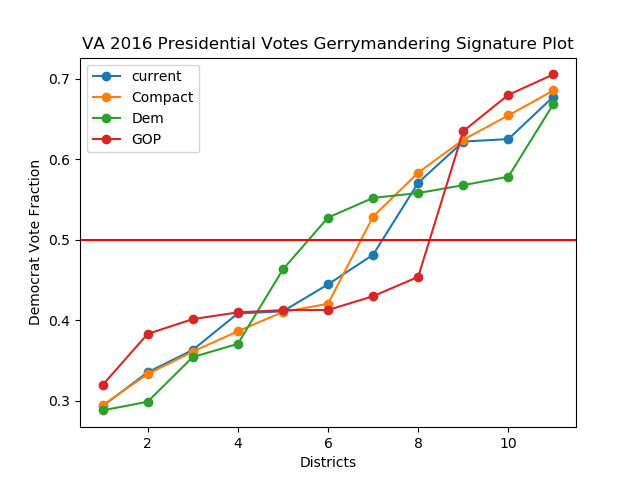 VA 2016 Presidential Votes Gerrymandering Signature Plot
current
Compact
Dem
GOP
0.7
0.6
0.5
0.4
0.3
Democrat Vote Fraction
2 4 6 8 10
Districts